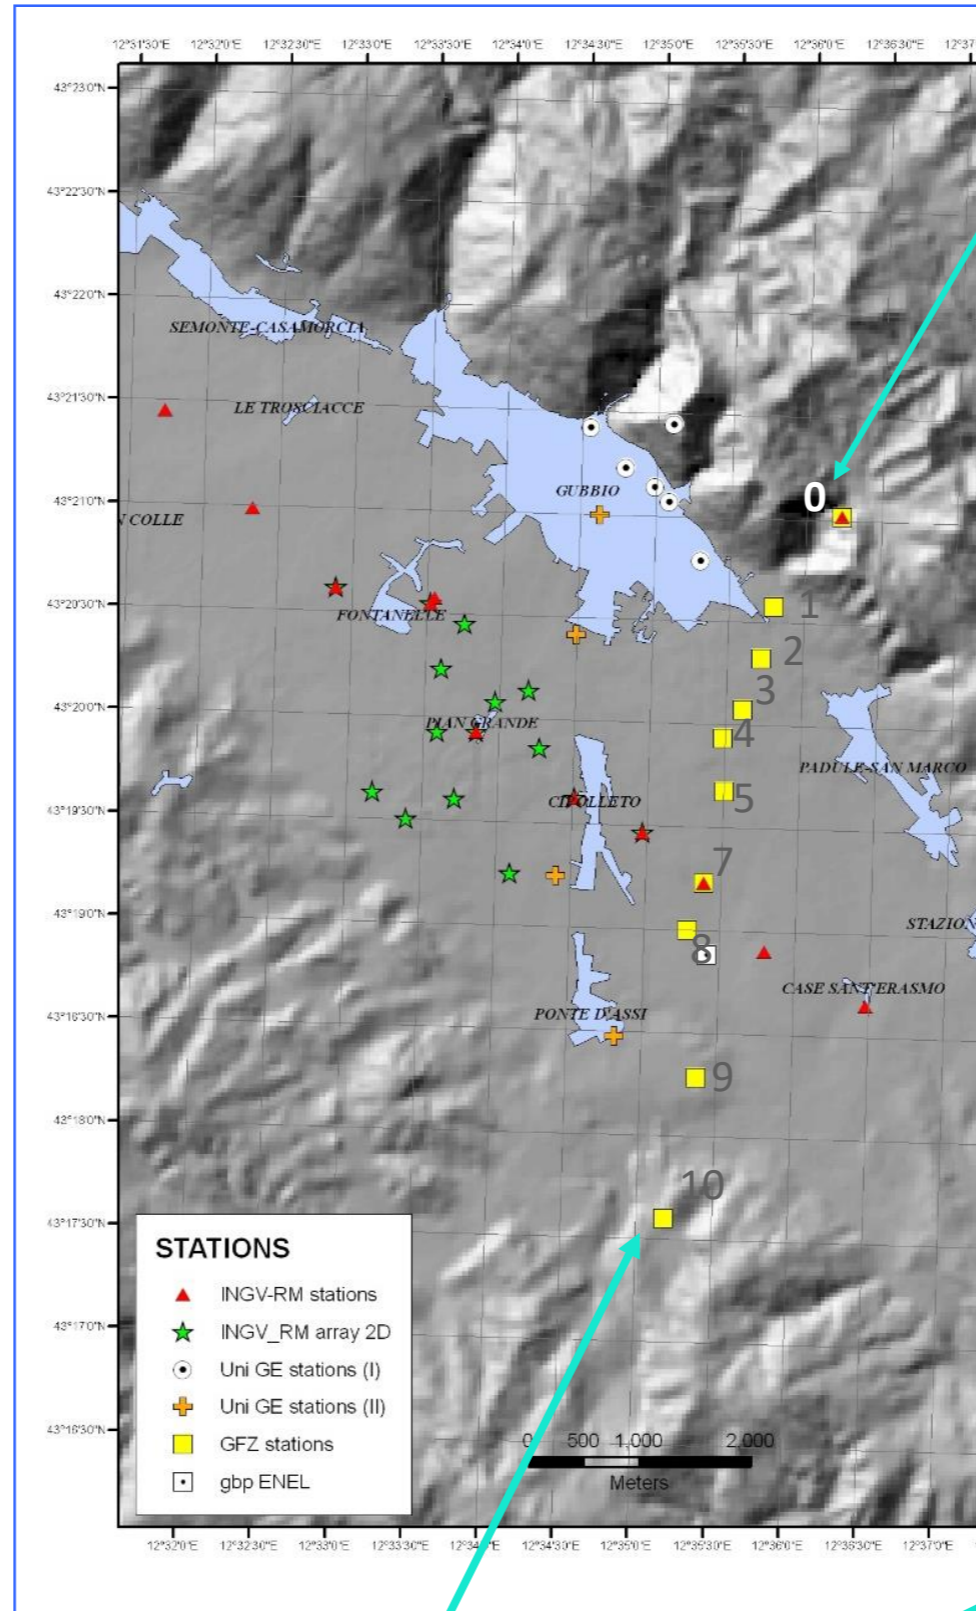 12°31'30"E 12°32'0"E 12°32'30"E 12°33'0"E 12°33'30"E 12°34'0"E 12°34'30"E 12°35'0"E 12°35'30"E 12°36'0"E 12°36'30"E 12°37'
43°23'0"N
43°22'30"N
43°22'0"N
SEMONTE-CASAMORCIA
43°21'30"N
LE TROSCIACCE
GUBBIO
0
43°21'0"N
N COLLE
43°20'30"N
FONTANELLE
1
2
3
43°20'0"N
PIAN GRANDE
4
PADULE-SAN MARCO
43°19'30"N
CIPOLLETO
5
7
43°19'0"N
STAZION
8
CASE SANT'ERASMO
43°18'30"N
PONTE D'ASSI
9
43°18'0"N
10
43°17'30"N
STATIONS
INGV-RM stations
43°17'0"N
INGV_RM array 2D
Uni GE stations (I)
Uni GE stations (II)
43°16'30"N
GFZ stations
0 500 1,000 2,000
gbp ENEL
Meters
12°32'0"E 12°32'30"E 12°33'0"E 12°33'30"E 12°34'0"E 12°34'30"E 12°35'0"E 12°35'30"E 12°36'0"E 12°36'30"E 12°37'0"E